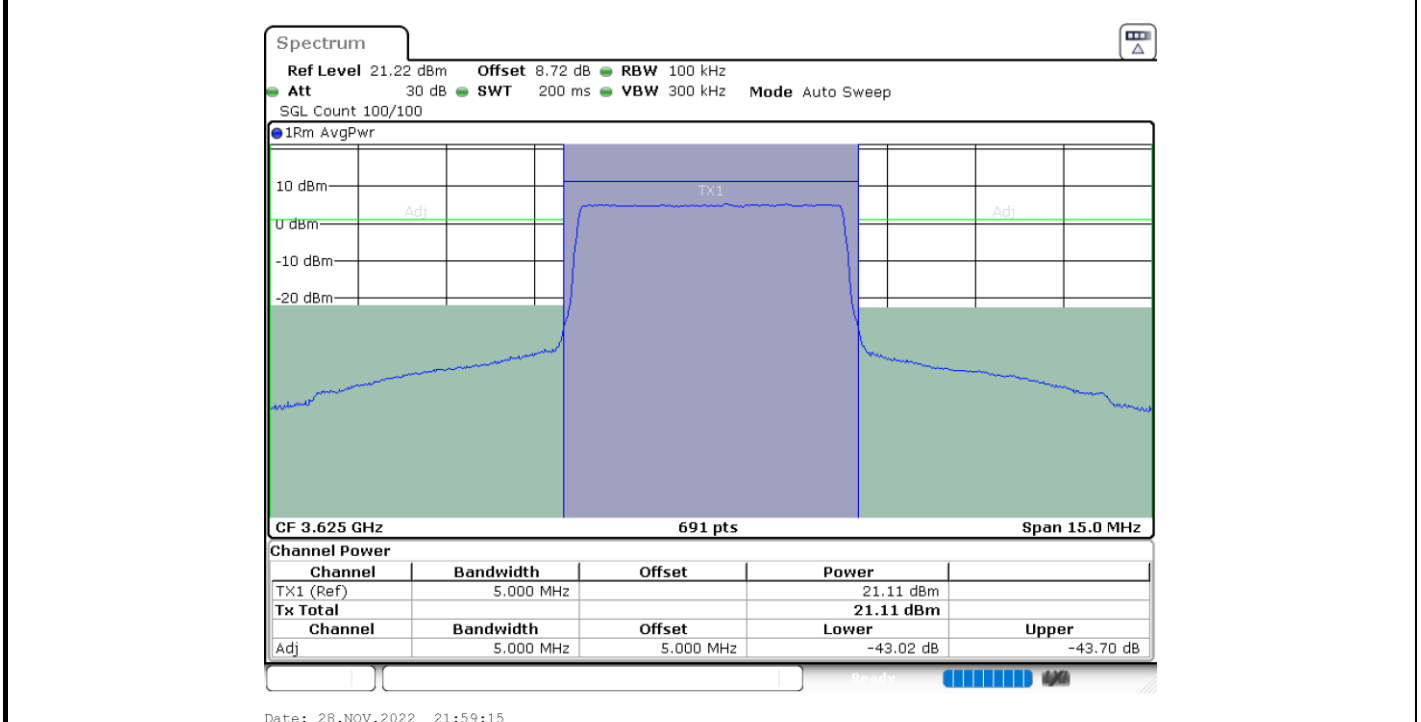 Spectrum
Ref Level 21.22 dBm Offset 8.72 dB RBW 100 kHz
Att 30 dB SWT 200 ms VBW 300 kHz Mode Auto Sweep
SGL Count 100/100
1Rm AvgPwr
10 dBm
TX1
Adj Adj
0 dBm
-10 dBm
-20 dBm
CF 3.625 GHz 691 pts Span 15.0 MHz
Channel Power
Channel Bandwidth Offset Power
TX1 (Ref) 5.000 MHz 21.11 dBm
Tx Total 21.11 dBm
Channel Bandwidth Offset Lower Upper
Adj 5.000 MHz 5.000 MHz -43.02 dB -43.70 dB
Ready
Date: 28.NOV.2022 21:59:15